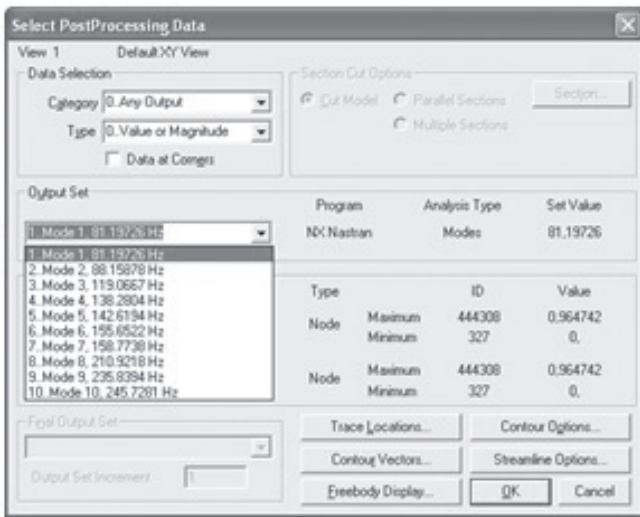 Select PostProcessing Data
View 1 Default XY View
Data Selection
Category 0..Any Output
Type 0..Value or Magnitude
Data at Corners
Section Cut Options
Cut Model Parallel Sections
Multiple Sections
Section...
Output Set
1..Mode 1, 81.19726 Hz
1..Mode 1, 81.19726 Hz
2..Mode 2, 88.15878 Hz
3..Mode 3, 119.0667 Hz
4..Mode 4, 138.2804 Hz
5..Mode 5, 142.6194 Hz
6..Mode 6, 155.6522 Hz
7..Mode 7, 158.7738 Hz
8..Mode 8, 210.9218 Hz
9..Mode 9, 235.8394 Hz
10..Mode 10, 245.7281 Hz
Program Analysis Type Set Value
NX Nastran Modes 81,19726
Type ID Value
Node Maximum 444308 0,964742
Minimum 327 0,
Node Maximum 444308 0,964742
Minimum 327 0,
Final Output Set
Output Set Increment 1
Trace Locations... Contour Options...
Contour Vectors... Streamline Options...
Freebody Display... OK Cancel